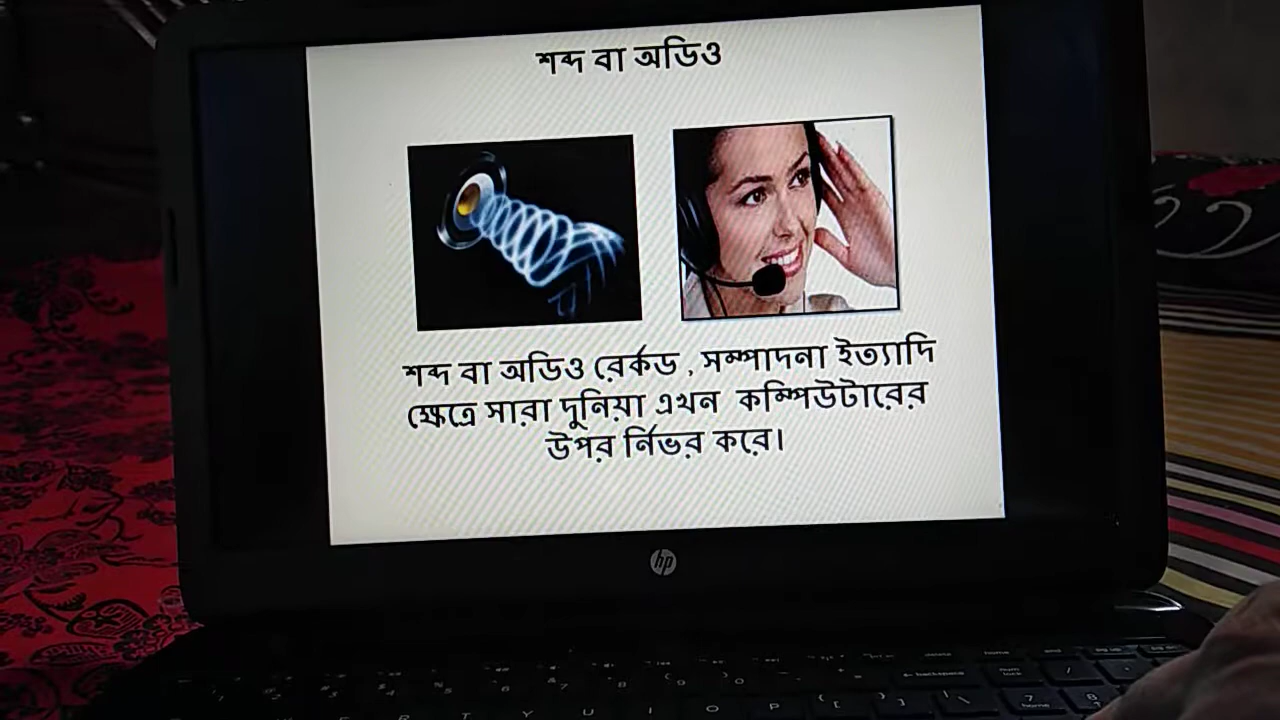 শব্দ বা অডিও
শব্দ বা অডিও রের্কড , সম্পাদনা ইত্যাদি
ক্ষেত্রে সারা দুনিয়া এখন কম্পিউটারের
উপর র্নিভর করে।
hp